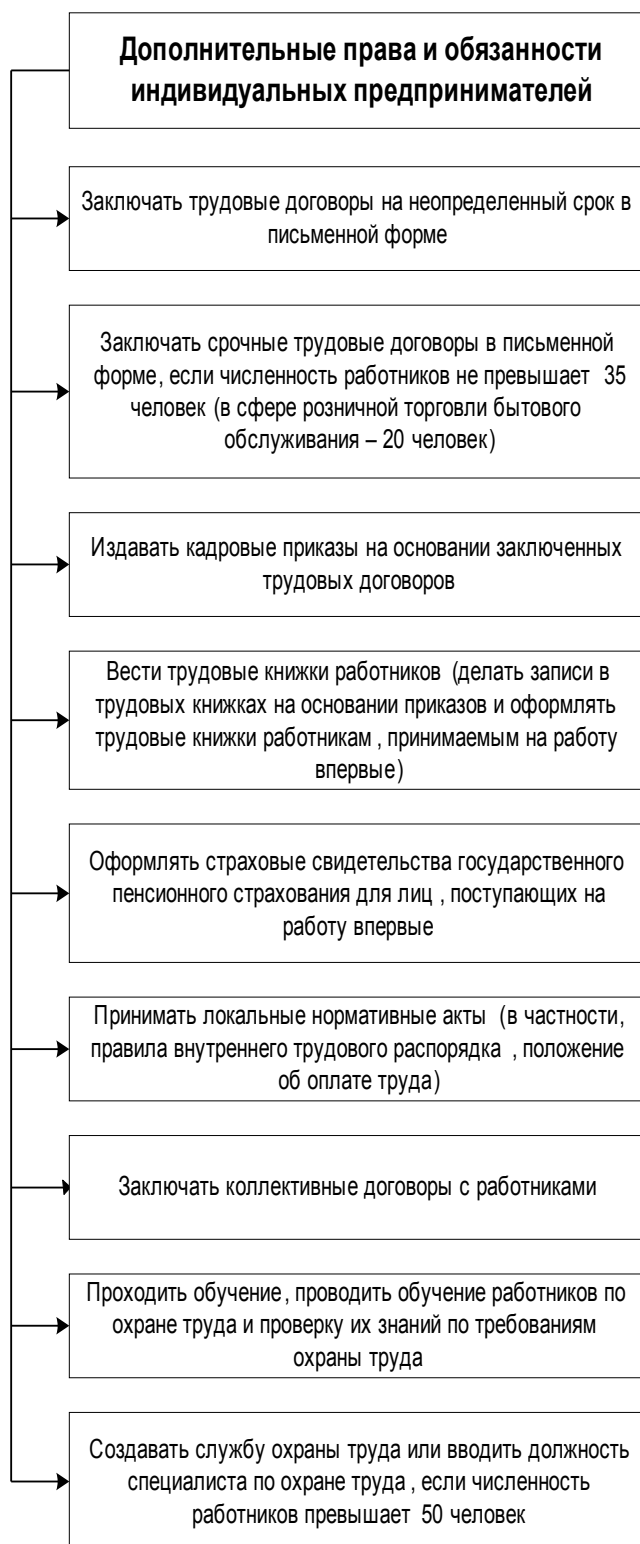 Дополнительные права и обязанности
индивидуальных предпринимателей
Заключать трудовые договоры на неопределенный срок в
письменной форме
Заключать срочные трудовые договоры в письменной
форме, если численность работников не превышает 35
человек (в сфере розничной торговли бытового
обслуживания – 20 человек)
Издавать кадровые приказы на основании заключенных
трудовых договоров
Вести трудовые книжки работников (делать записи в
трудовых книжках на основании приказов и оформлять
трудовые книжки работникам , принимаемым на работу
впервые)
Оформлять страховые свидетельства государственного
пенсионного страхования для лиц , поступающих на
работу впервые
Принимать локальные нормативные акты (в частности,
правила внутреннего трудового распорядка , положение
об оплате труда)
Заключать коллективные договоры с работниками
Проходить обучение, проводить обучение работников по
охране труда и проверку их знаний по требованиям
охраны труда
Создавать службу охраны труда или вводить должность
специалиста по охране труда , если численность
работников превышает 50 человек